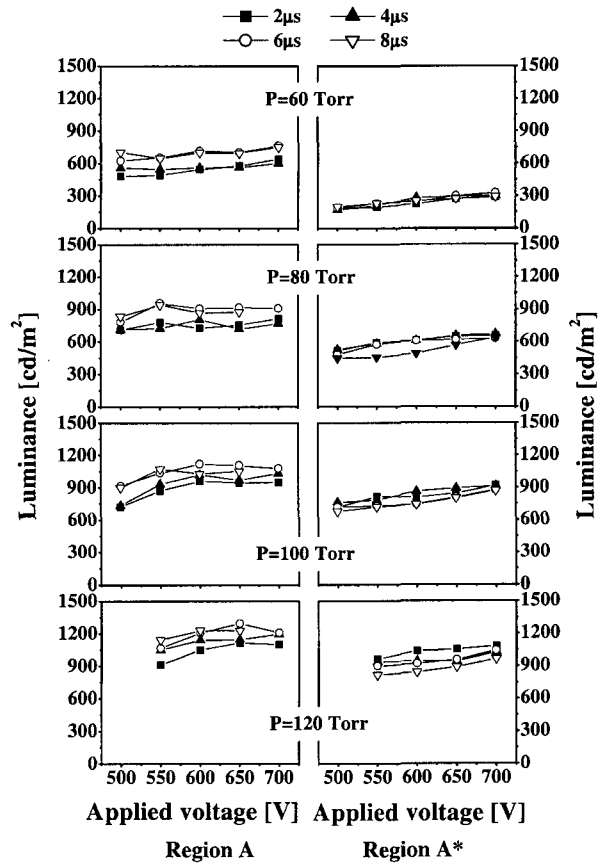 2μs 4μs
6μs 8μs
1500 1500
P=60 Torr
1200 1200
900 900
600 600
300 300
0 0
1500 1500
P=80 Torr
1200 1200
900 900
600 600
300 300
0 0
1500 1500
1200 1200
900 900
600 600
300 300
P=100 Torr
0 0
1500 1500
1200 1200
900 900
600 600
P=120 Torr
300 300
0 0
Luminance [cd/m²]
Luminance [cd/m²]
500 550 600 650 700 500 550 600 650 700
Applied voltage [V] Applied voltage [V]
Region A Region A*